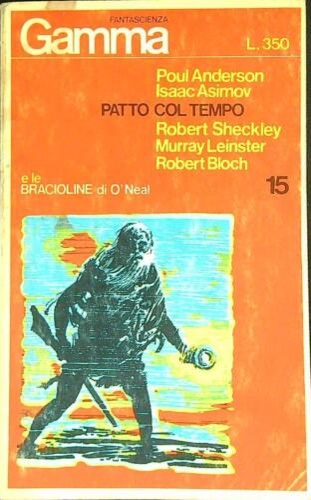 FANTASCIENZA
Gamma
L. 350
Poul Anderson
Isaac Asimov
PATTO COL TEMPO
Robert Sheckley
Murray Leinster
Robert Bloch
e le
BRACIOLINE di O'Neal
15